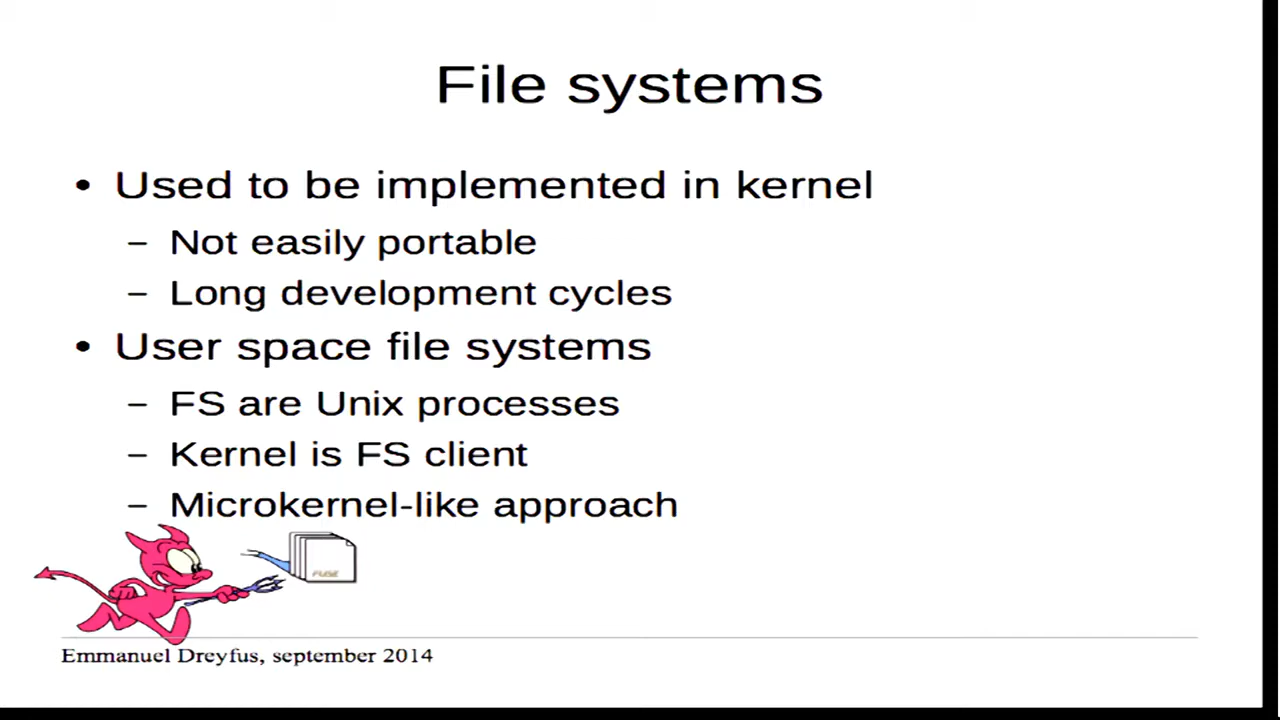 File systems
• Used to be implemented in kernel
– Not easily portable
– Long development cycles
• User space file systems
– FS are Unix processes
– Kernel is FS client
– Microkernel-like approach
FUSE
Emmanuel Dreyfus, september 2014